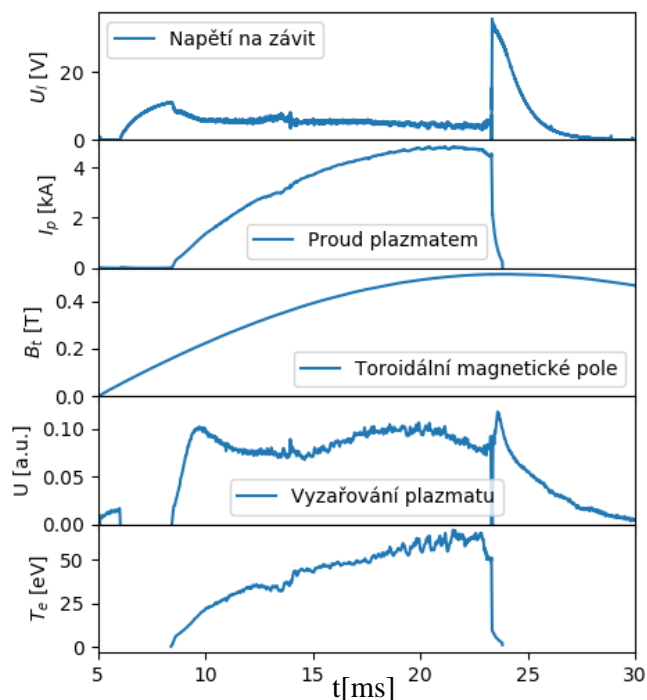 Napětí na závit
U_l [V]
20
0
I_p [kA]
4
2
0
Proud plazmatem
B_t [T]
0.4
0.2
0.0
Toroidální magnetické pole
U [a.u.]
0.10
0.05
0.00
Vyzařování plazmatu
T_e [eV]
50
25
0
5 10 15 20 25 30
t[ms]